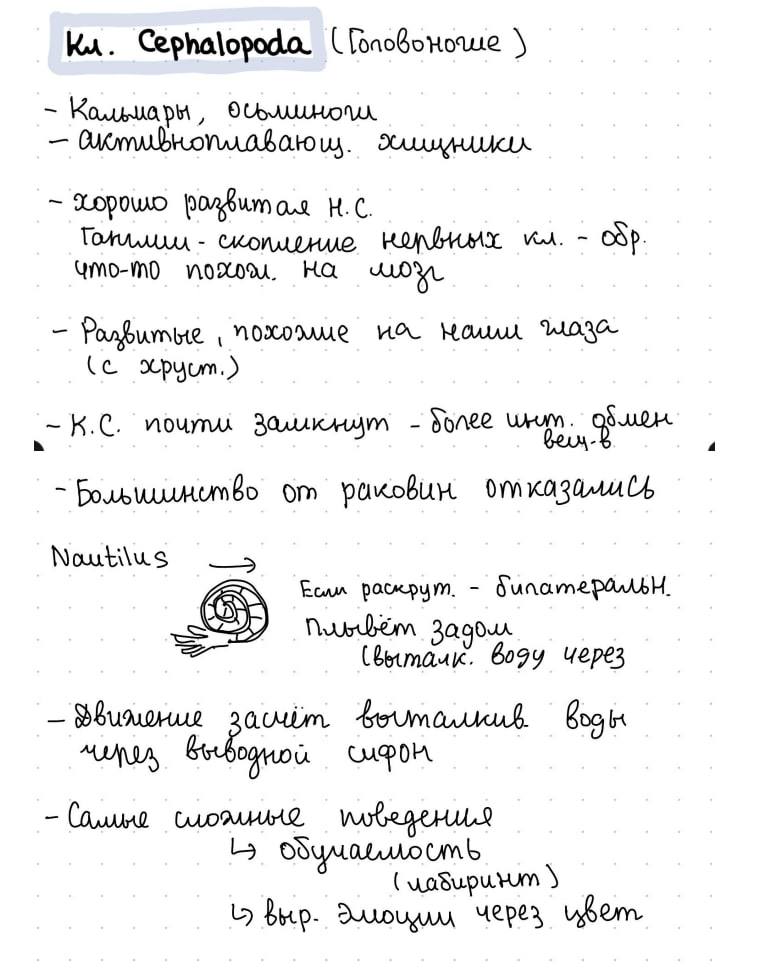 Кл. Cephalopoda (Головоногие)
- Кальмары, осьминоги
- активноплавающ. хищники
- хорошо развитая Н.С.
Ганглии - скопление нервных кл. - обр.
что-то похож. на мозг
- Развитые, похожие на наши глаза
(с хруст.)
- К.С. почти замкнут - более инт. обмен
вещ-в
- Большинство от раковин отказались
Nautilus
Если раскрут. - билатеральн.
Плывёт задом
(выталк. воду через
- Движение засчёт выталкив. воды
через выводной сифон
- Самые сложные поведения
↳ обучаемость
(лабиринт)
↳ выр. эмоции через цвет